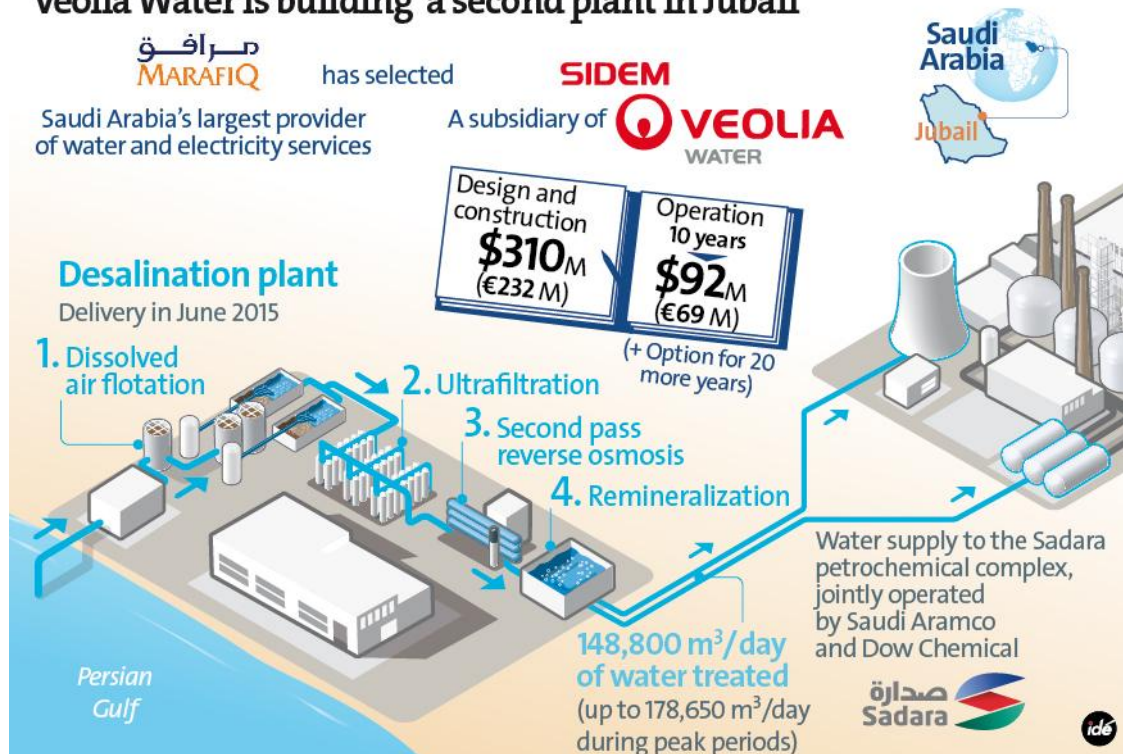 Veolia Water is building a second plant in Jubail
مرافق
MARAFIQ
has selected
SIDEM
Saudi Arabia's largest provider
of water and electricity services
A subsidiary of VEOLIA
WATER
Saudi
Arabia
Jubail
Design and
construction
$310M
(€232 M)
Operation
10 years
$92M
(€69 M)
(+ Option for 20
more years)
Desalination plant
Delivery in June 2015
1. Dissolved
air flotation
2. Ultrafiltration
3. Second pass
reverse osmosis
4. Remineralization
Water supply to the Sadara
petrochemical complex,
jointly operated
by Saudi Aramco
and Dow Chemical
148,800 m³/day
of water treated
(up to 178,650 m³/day
during peak periods)
صدارة
Sadara
Persian
Gulf
idé